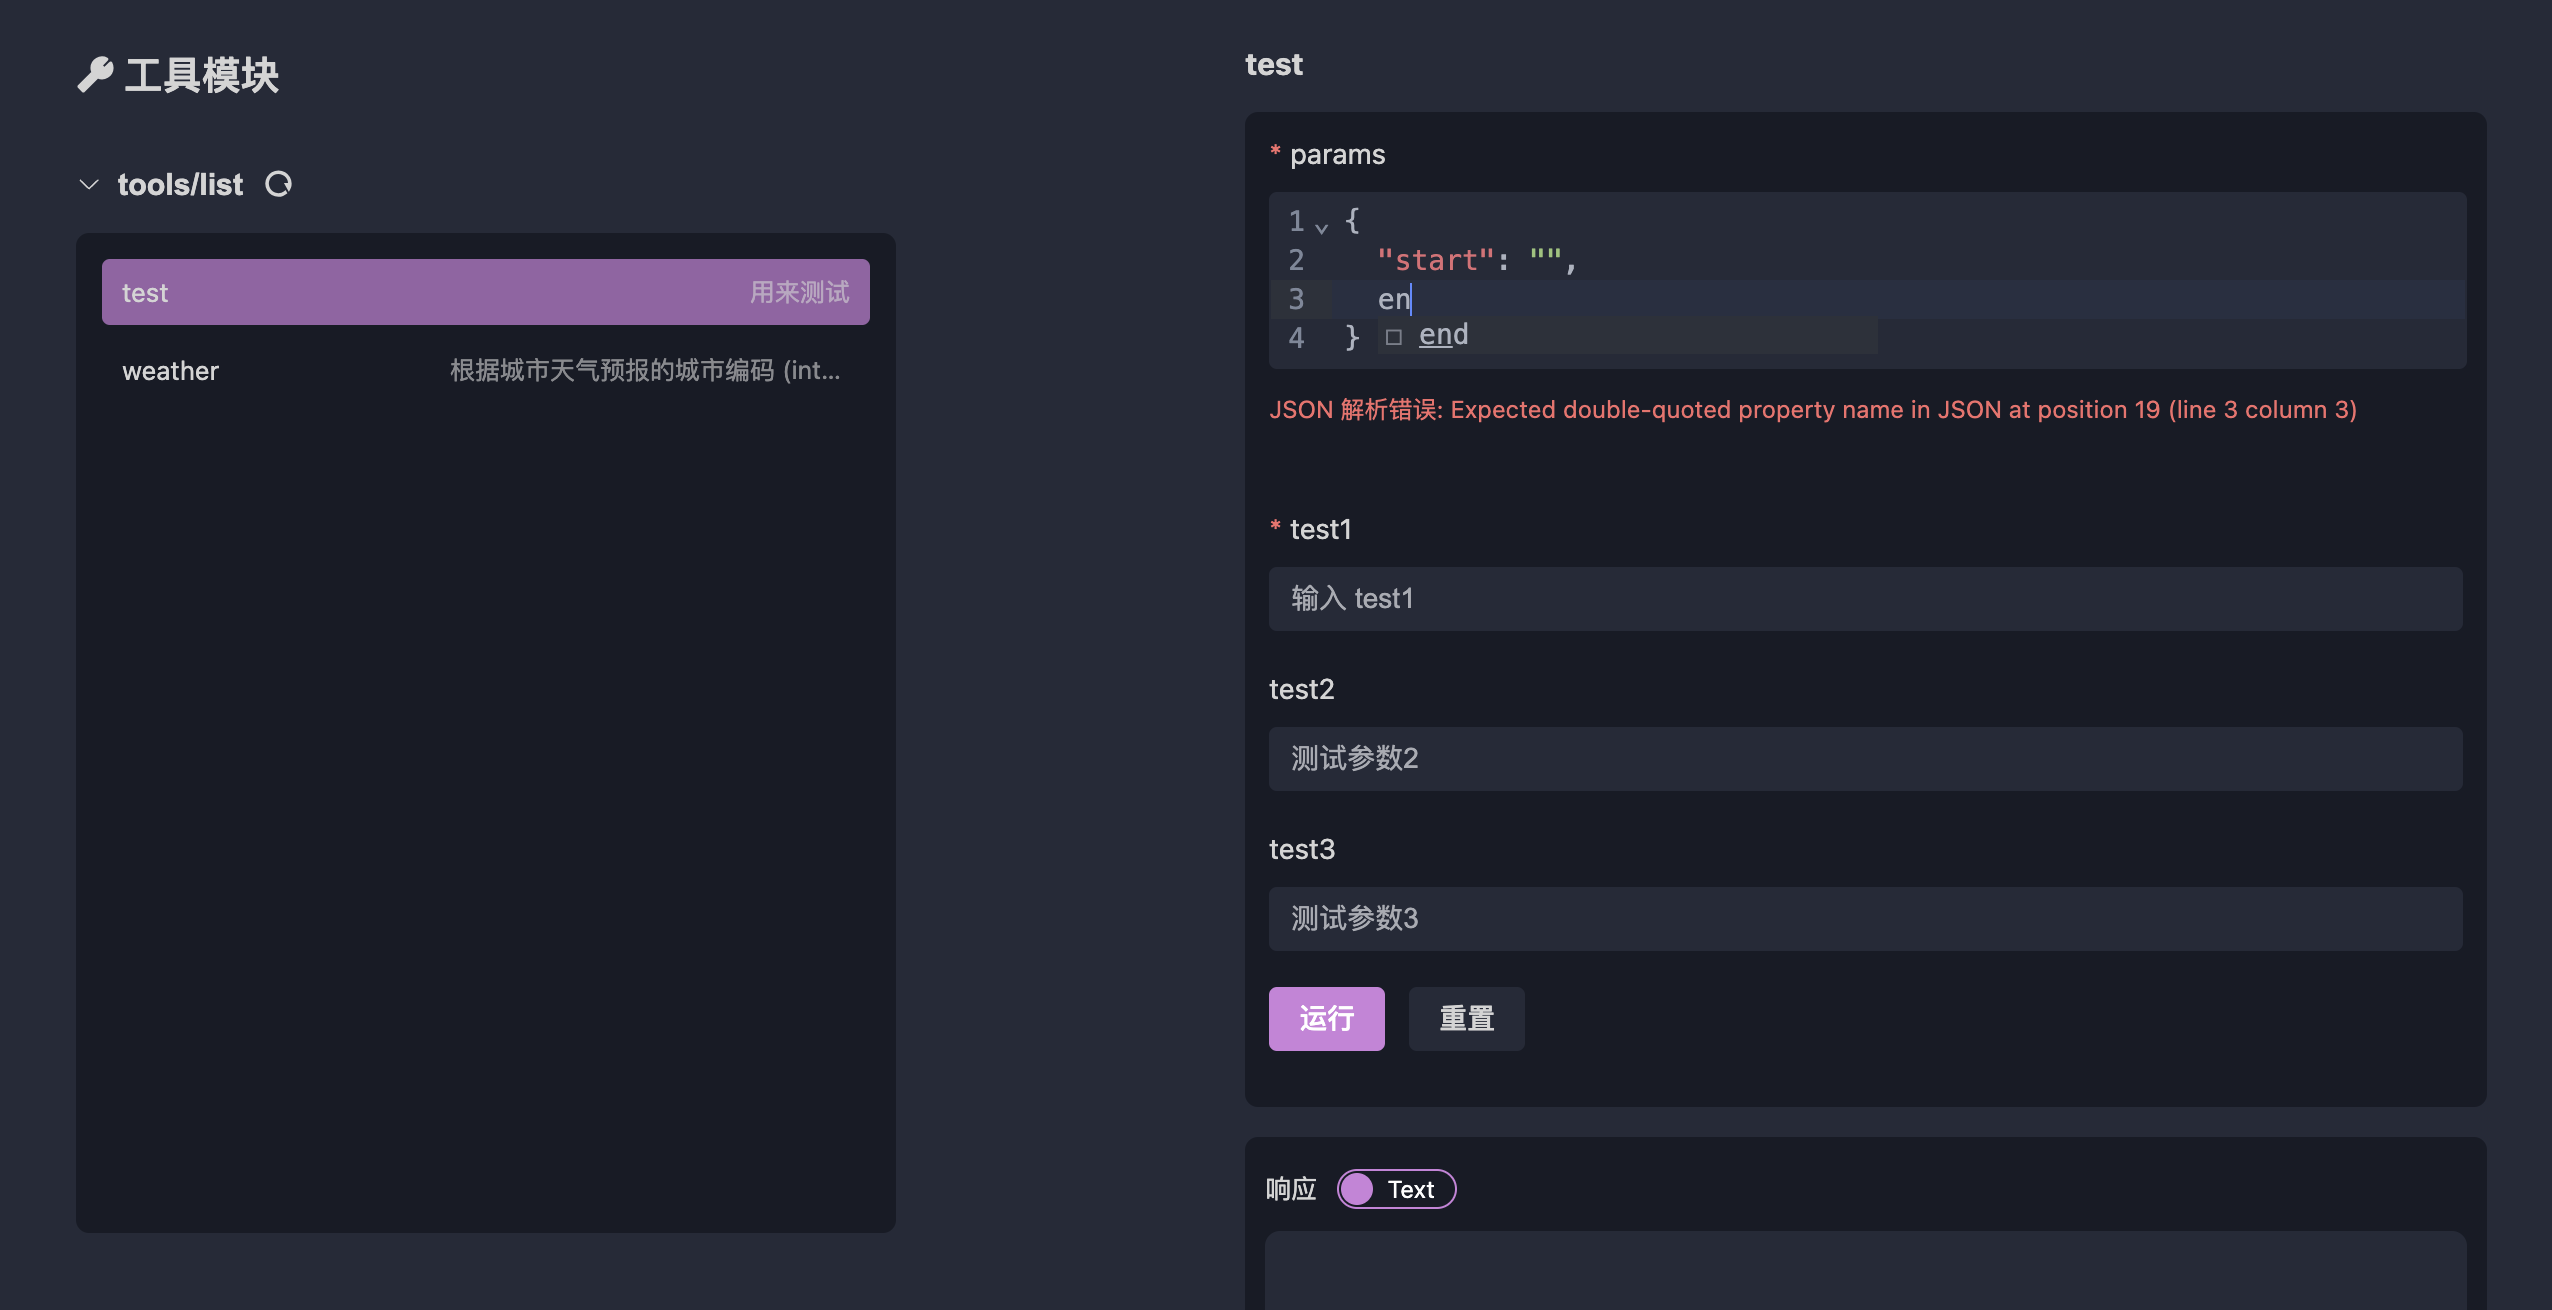 工具模块
tools/list
test 用来测试
weather 根据城市天气预报的城市编码 (int...
test
* params
1 {
2 "start": "",
3 en
4 } end
JSON 解析错误: Expected double-quoted property name in JSON at position 19 (line 3 column 3)
* test1
输入 test1
test2
测试参数2
test3
测试参数3
运行 重置
响应 Text